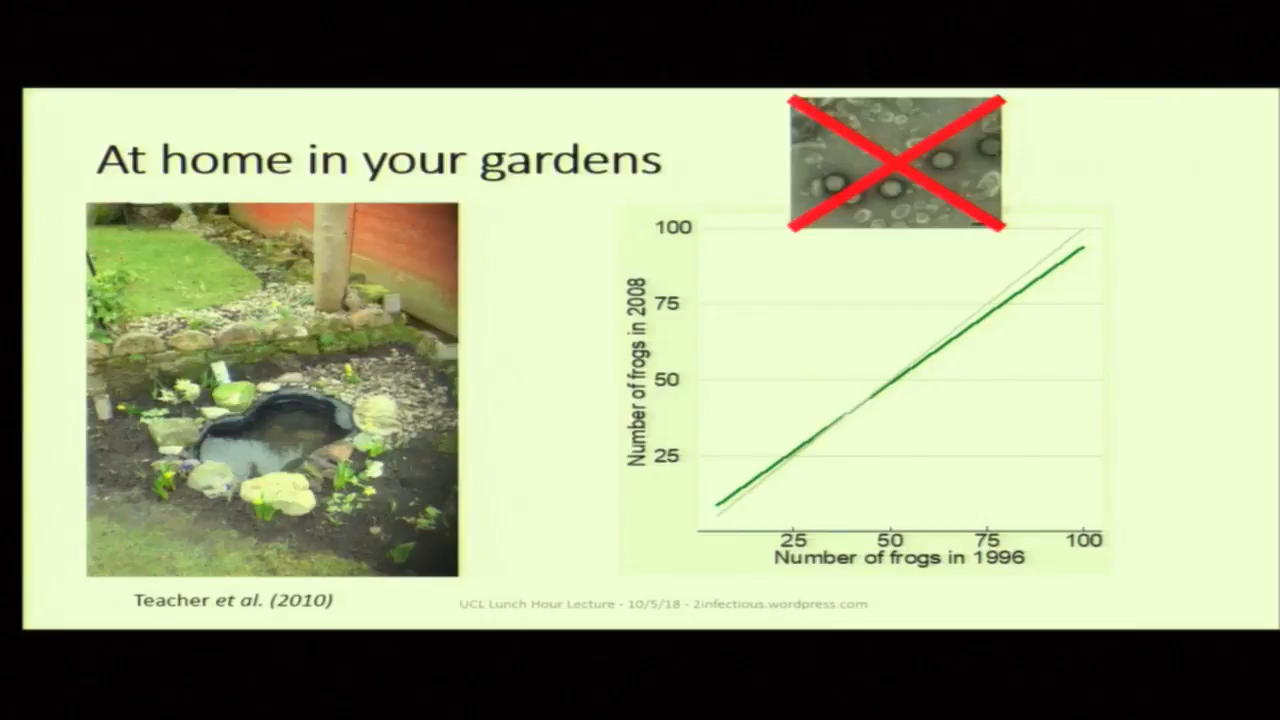 At home in your gardens
100
75
50
25
Number of frogs in 2008
25 50 75 100
Number of frogs in 1996
Teacher et al. (2010)
UCL Lunch Hour Lecture - 10/5/18 - 2infectious.wordpress.com